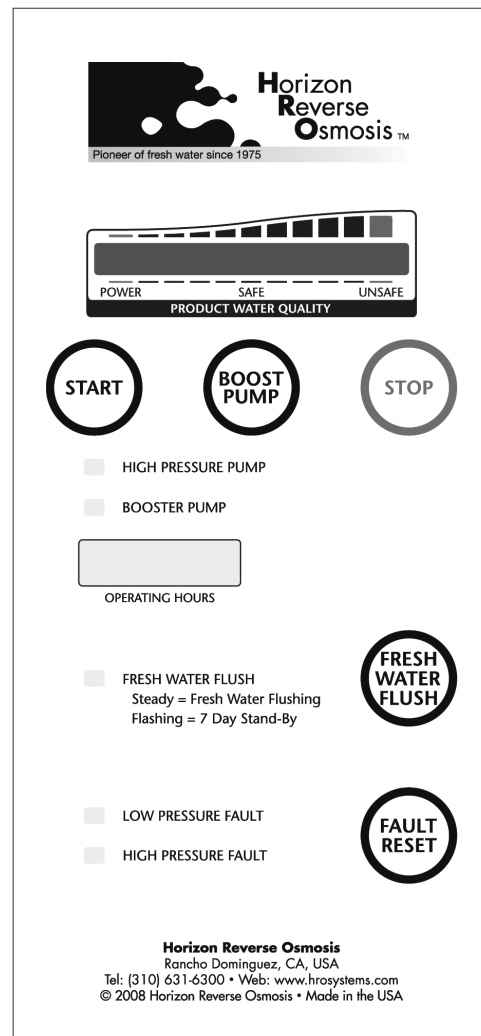 Horizon
Reverse
Osmosis ™
Pioneer of fresh water since 1975
POWER SAFE UNSAFE
PRODUCT WATER QUALITY
START
BOOST
PUMP
STOP
HIGH PRESSURE PUMP
BOOSTER PUMP
OPERATING HOURS
FRESH WATER FLUSH
Steady = Fresh Water Flushing
Flashing = 7 Day Stand-By
FRESH
WATER
FLUSH
LOW PRESSURE FAULT
HIGH PRESSURE FAULT
FAULT
RESET
Horizon Reverse Osmosis
Rancho Dominguez, CA, USA
Tel: (310) 631-6300 • Web: www.hrosystems.com
© 2008 Horizon Reverse Osmosis • Made in the USA